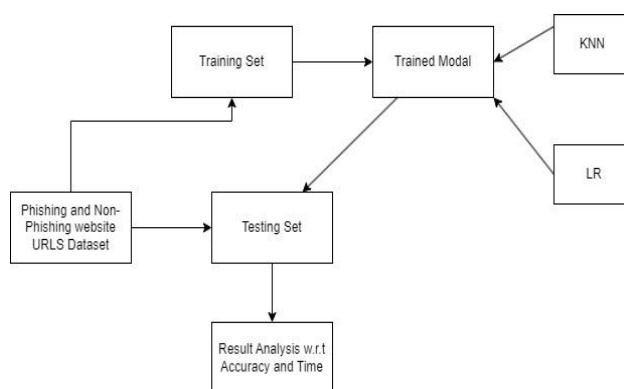 Training Set
Trained Modal
KNN
LR
Phishing and Non-
Phishing website
URLS Dataset
Testing Set
Result Analysis w.r.t
Accuracy and Time